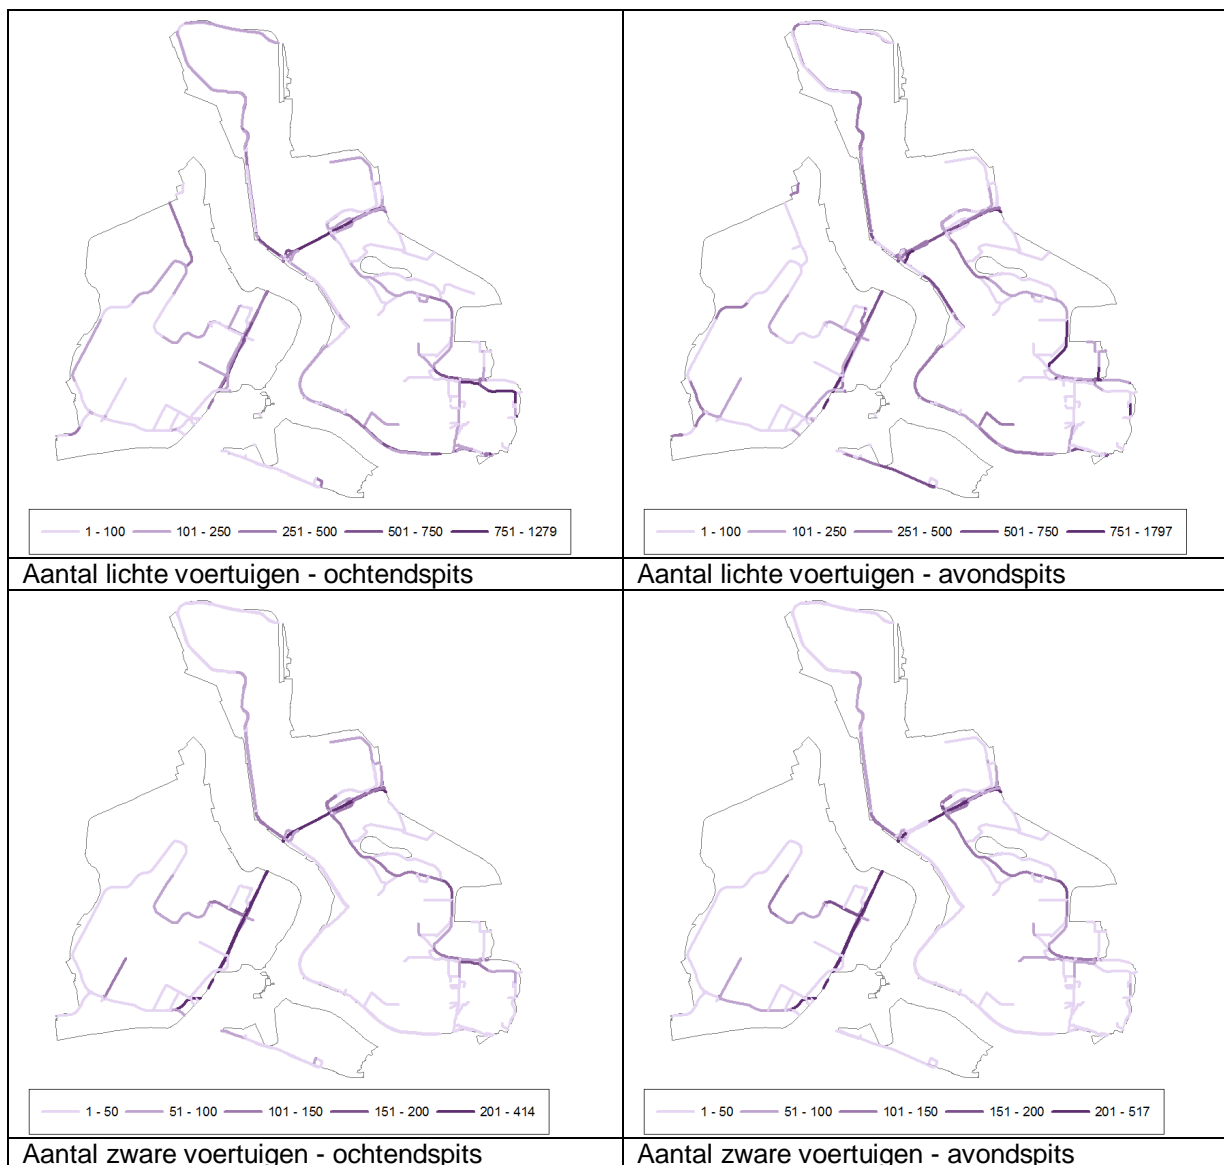 1 - 100 101 - 250 251 - 500 501 - 750 751 - 1279
1 - 100 101 - 250 251 - 500 501 - 750 751 - 1797
Aantal lichte voertuigen - ochtendspits
Aantal lichte voertuigen - avondspits
1 - 50 51 - 100 101 - 150 151 - 200 201 - 414
1 - 50 51 - 100 101 - 150 151 - 200 201 - 517
Aantal zware voertuigen - ochtendspits
Aantal zware voertuigen - avondspits